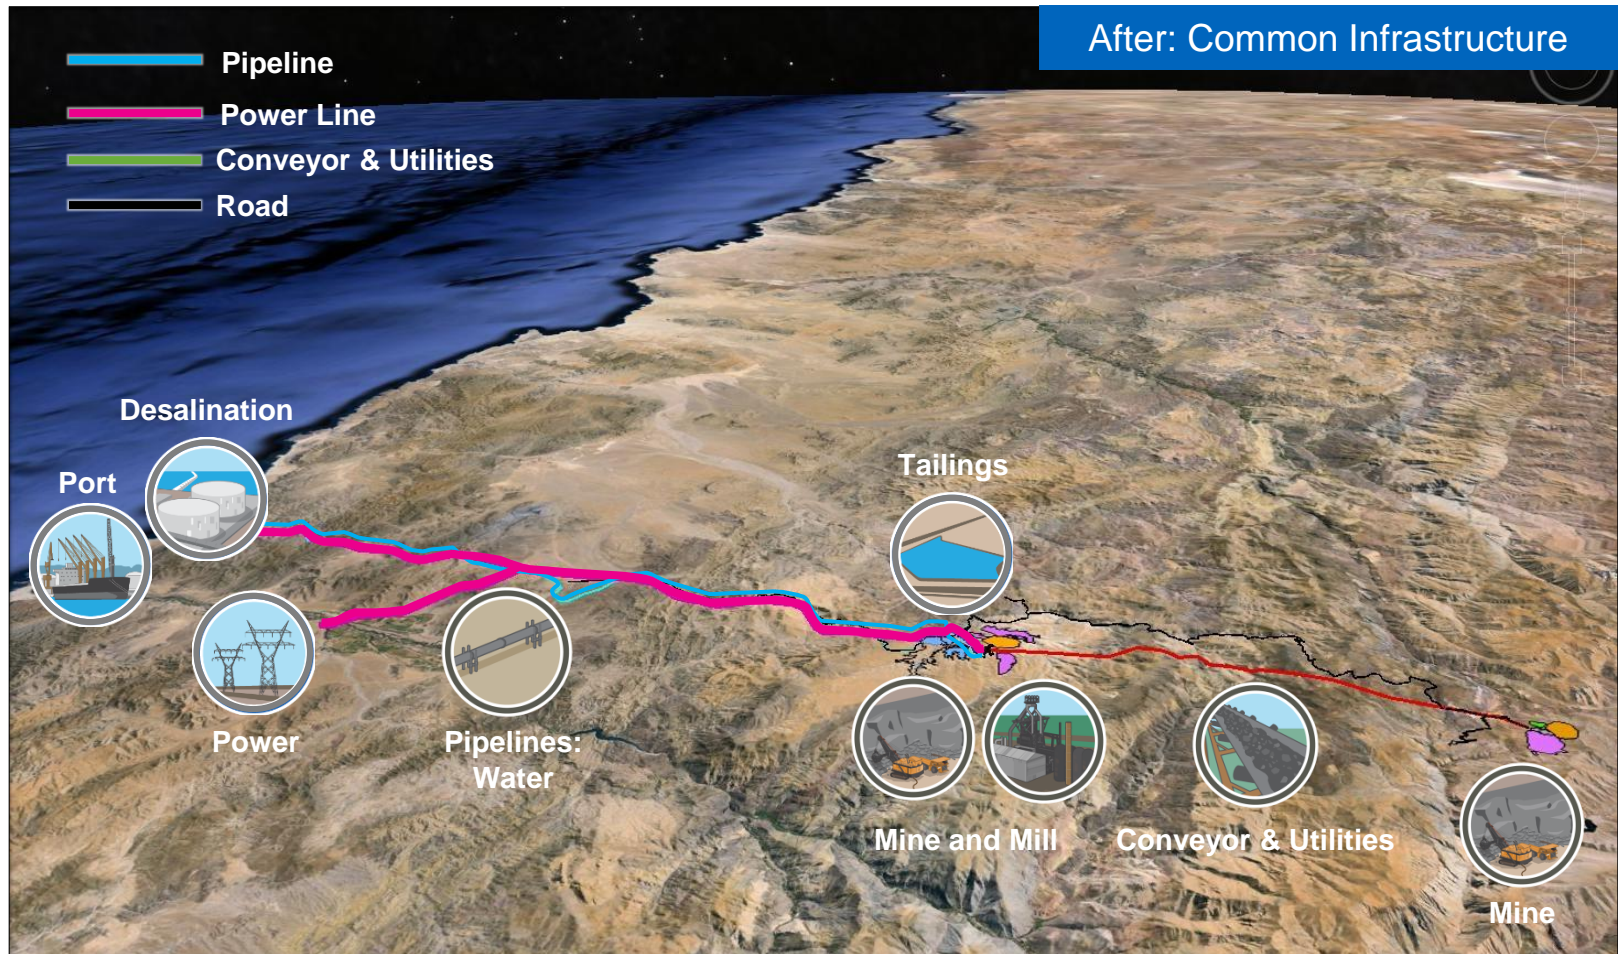 After: Common Infrastructure
Pipeline
Power Line
Conveyor & Utilities
Road
Desalination
Port
Tailings
Power
Pipelines:
Water
Mine and Mill
Conveyor & Utilities
Mine